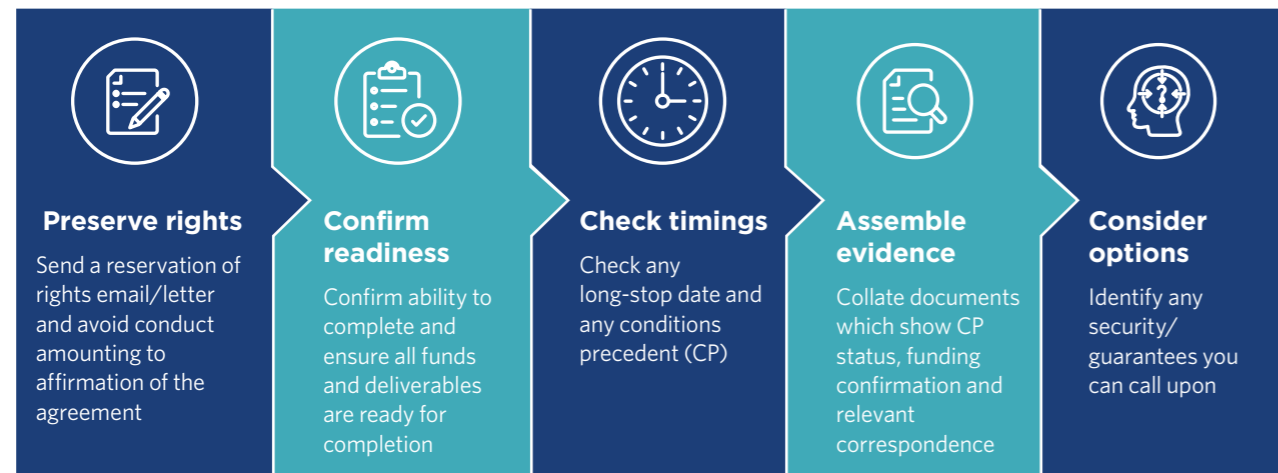 Preserve rights
Send a reservation of
rights email/letter
and avoid conduct
amounting to
affirmation of the
agreement
Confirm
readiness
Confirm ability to
complete and
ensure all funds
and deliverables
are ready for
completion
Check timings
Check any
long-stop date and
any conditions
precedent (CP)
Assemble
evidence
Collate documents
which show CP
status, funding
confirmation and
relevant
correspondence
Consider
options
Identify any
security/
guarantees you
can call upon